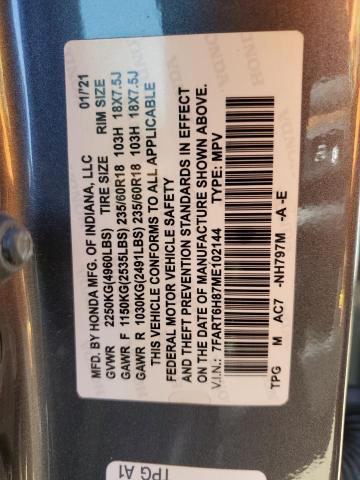 MFD. BY HONDA MFG. OF INDIANA, LLC 01/'21
GVWR 2250KG(4960LBS) TIRE SIZE RIM SIZE
GAWR F 1150KG(2535LBS) 235/60R18 103H 18X7.5J
GAWR R 1030KG(2491LBS) 235/60R18 103H 18X7.5J
THIS VEHICLE CONFORMS TO ALL APPLICABLE
FEDERAL MOTOR VEHICLE SAFETY
AND THEFT PREVENTION STANDARDS IN EFFECT
ON THE DATE OF MANUFACTURE SHOWN ABOVE.
V.I.N.: 7FART6H87ME102144 TYPE: MPV
TPG M AC7 -NH797M -A -E
TPG A1